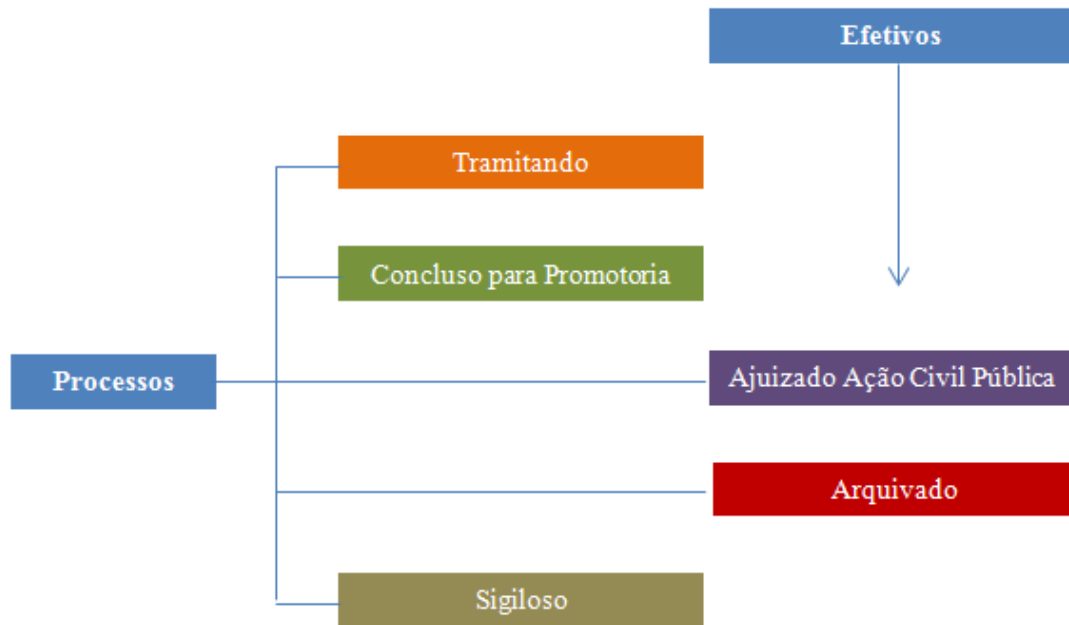 Efetivos
Tramitando
Concluso para Promotoria
Processos
Ajuizado Ação Civil Pública
Arquivado
Sigiloso